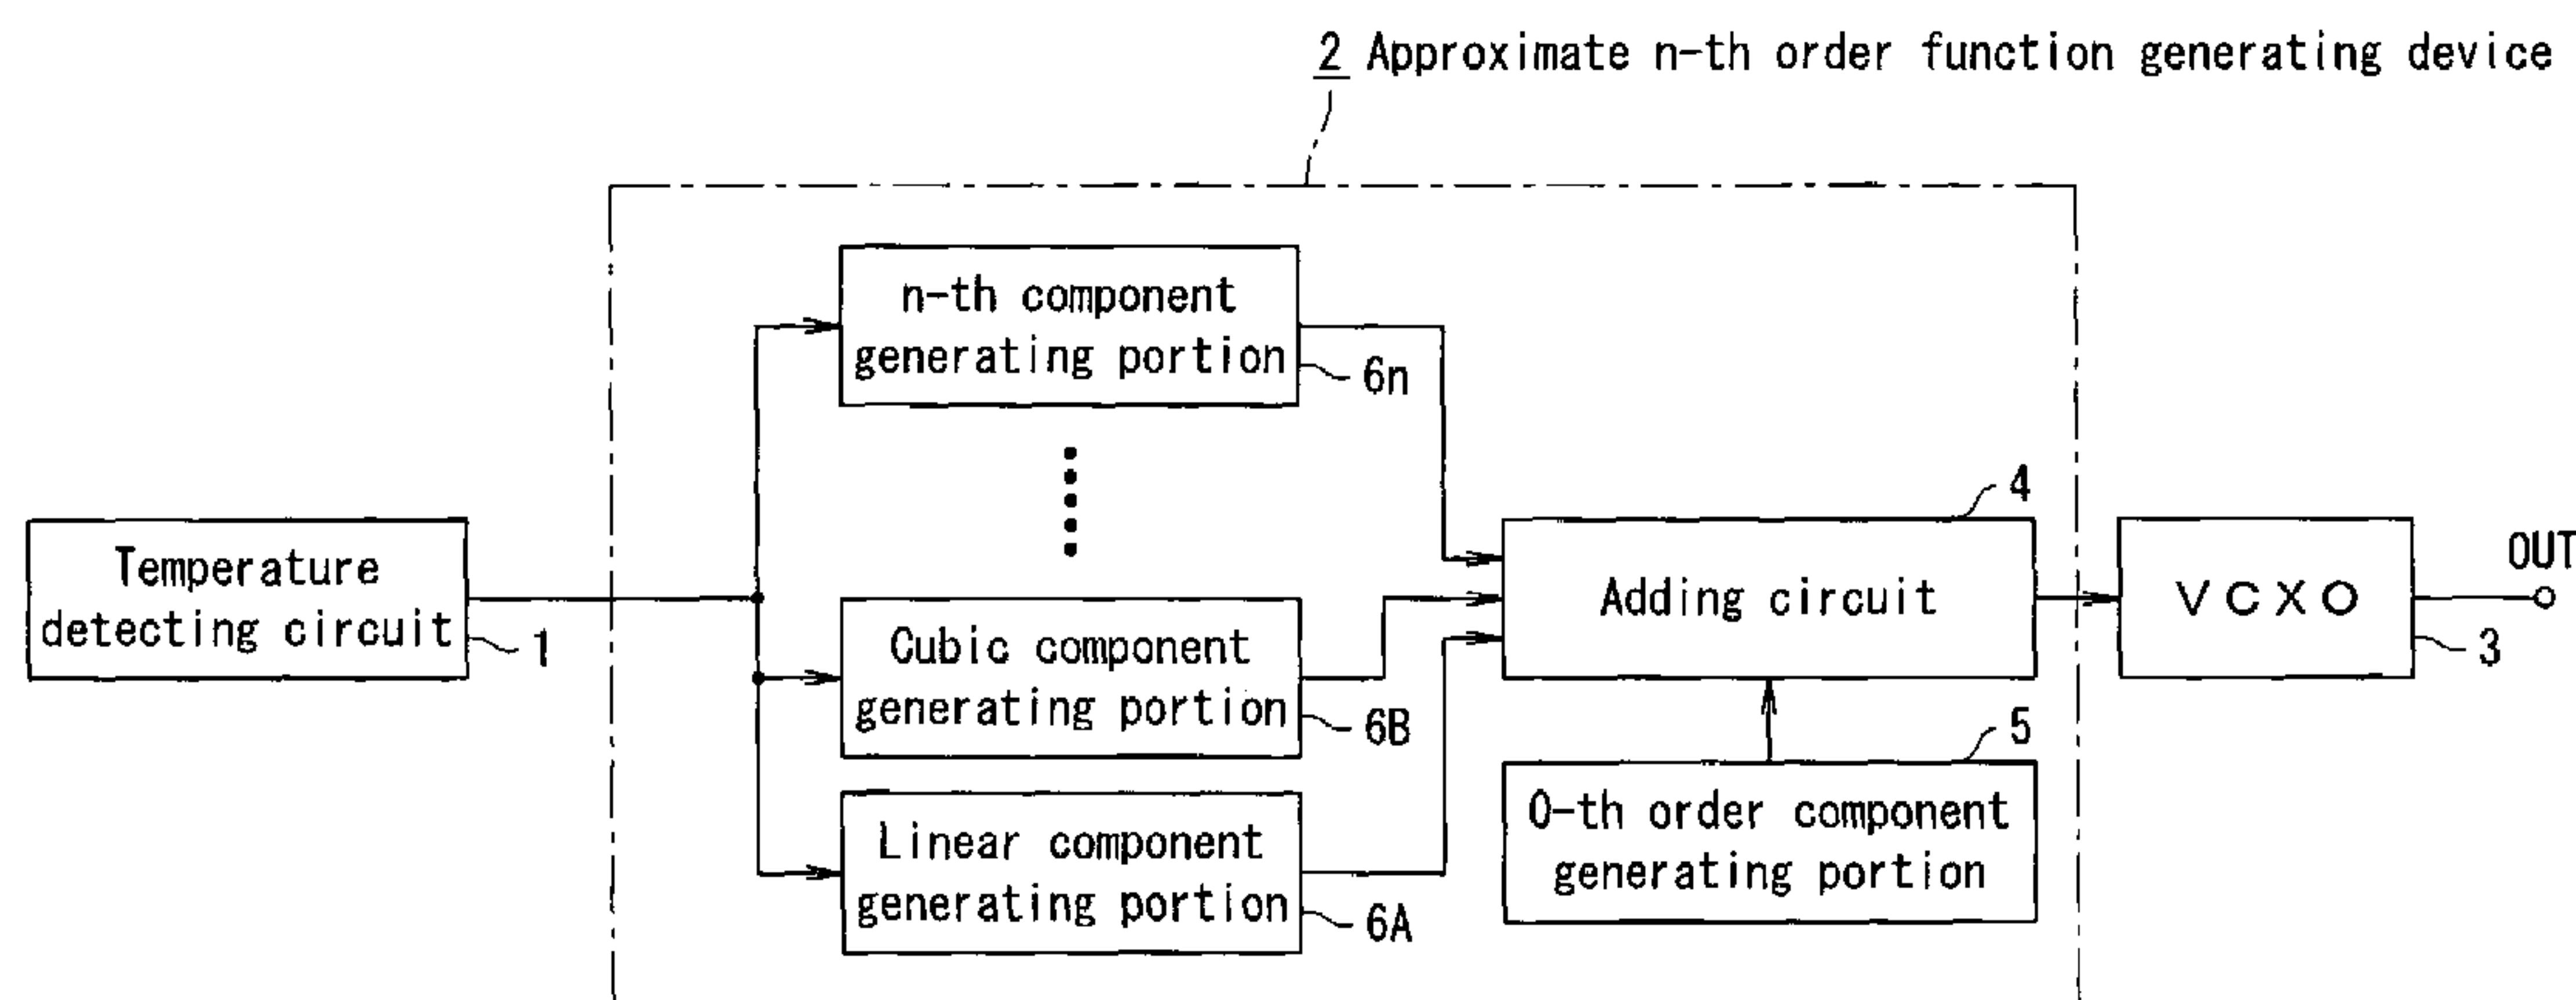 2 Approximate n-th order function generating device
n-th component
generating portion
6n
Temperature
detecting circuit
1
Cubic component
generating portion
6B
Linear component
generating portion
6A
4
Adding circuit
5
0-th order component
generating portion
VCXO
3
OUT